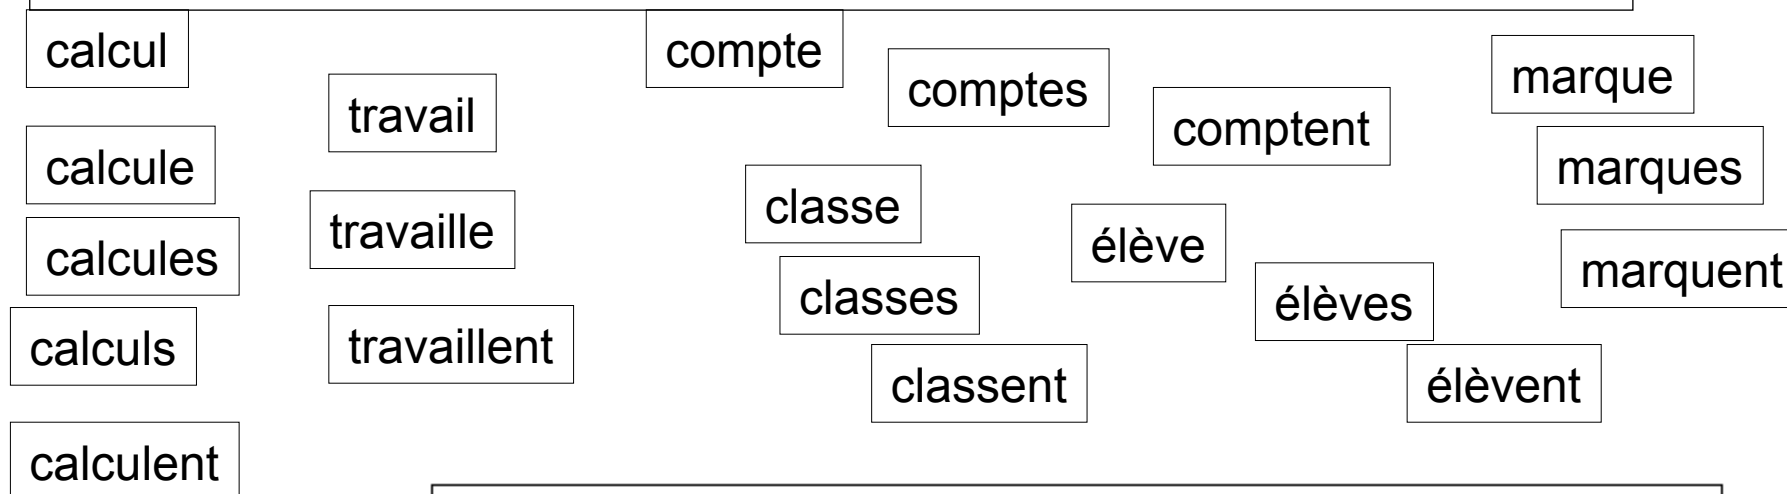 calcul
compte
marque
comptes
travail
comptent
calcule
marques
classe
travaille
élève
calcules
marquent
classes
élèves
calculs
travaillent
classent
élèvent
calculent